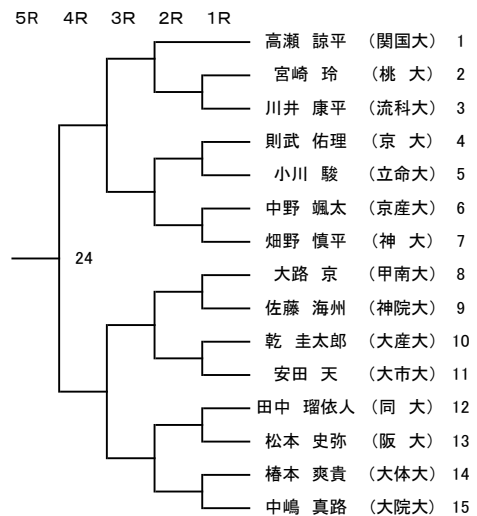 5R 4R 3R 2R 1R
高瀬 諒平 （関国大） 1
宮崎 玲 （桃 大） 2
川井 康平 （流科大） 3
則武 佑理 （京 大） 4
小川 駿 （立命大） 5
中野 颯太 （京産大） 6
畑野 慎平 （神 大） 7
24
大路 京 （甲南大） 8
佐藤 海州 （神院大） 9
乾 圭太郎 （大産大） 10
安田 天 （大市大） 11
田中 瑠依人 （同 大） 12
松本 史弥 （阪 大） 13
椿本 爽貴 （大体大） 14
中嶋 真路 （大院大） 15